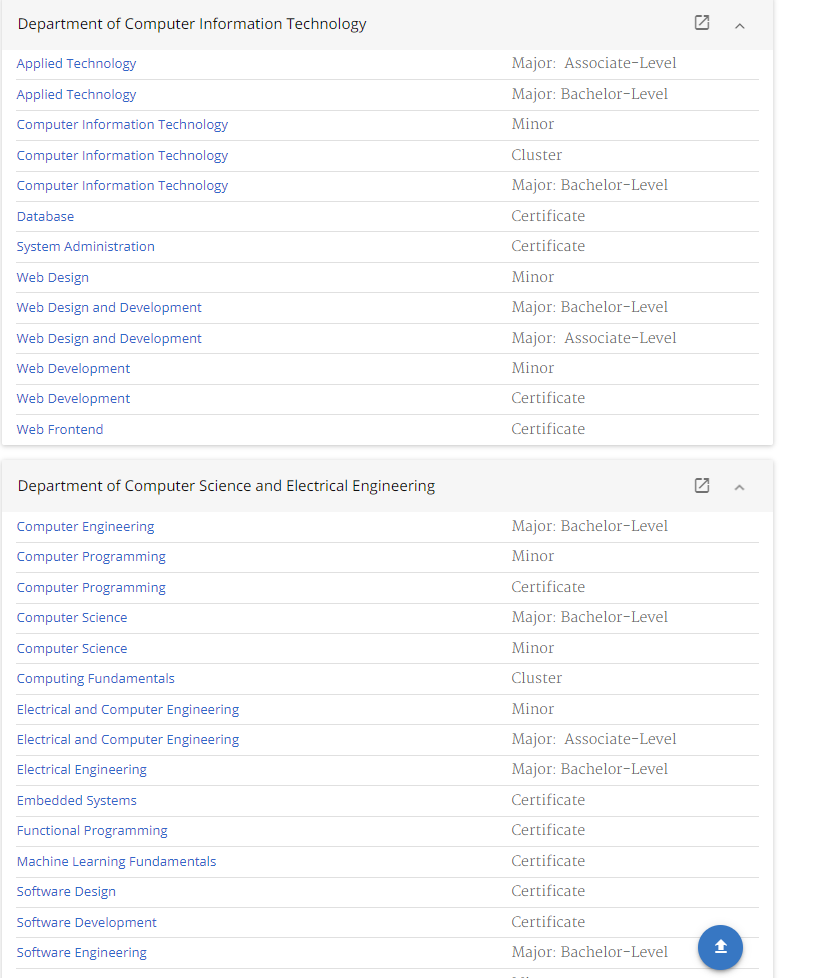 Department of Computer Information Technology
Applied Technology Major: Associate-Level
Applied Technology Major: Bachelor-Level
Computer Information Technology Minor
Computer Information Technology Cluster
Computer Information Technology Major: Bachelor-Level
Database Certificate
System Administration Certificate
Web Design Minor
Web Design and Development Major: Bachelor-Level
Web Design and Development Major: Associate-Level
Web Development Minor
Web Development Certificate
Web Frontend Certificate
Department of Computer Science and Electrical Engineering
Computer Engineering Major: Bachelor-Level
Computer Programming Minor
Computer Programming Certificate
Computer Science Major: Bachelor-Level
Computer Science Minor
Computing Fundamentals Cluster
Electrical and Computer Engineering Minor
Electrical and Computer Engineering Major: Associate-Level
Electrical Engineering Major: Bachelor-Level
Embedded Systems Certificate
Functional Programming Certificate
Machine Learning Fundamentals Certificate
Software Design Certificate
Software Development Certificate
Software Engineering Major: Bachelor-Level